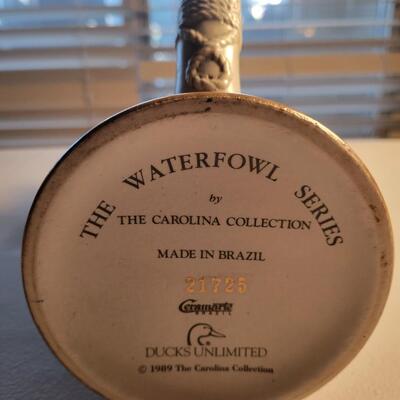 THE WATERFOWL SERIES
by
THE CAROLINA COLLECTION
MADE IN BRAZIL
21725
Ceramarte
DUCKS UNLIMITED
© 1989 The Carolina Collection